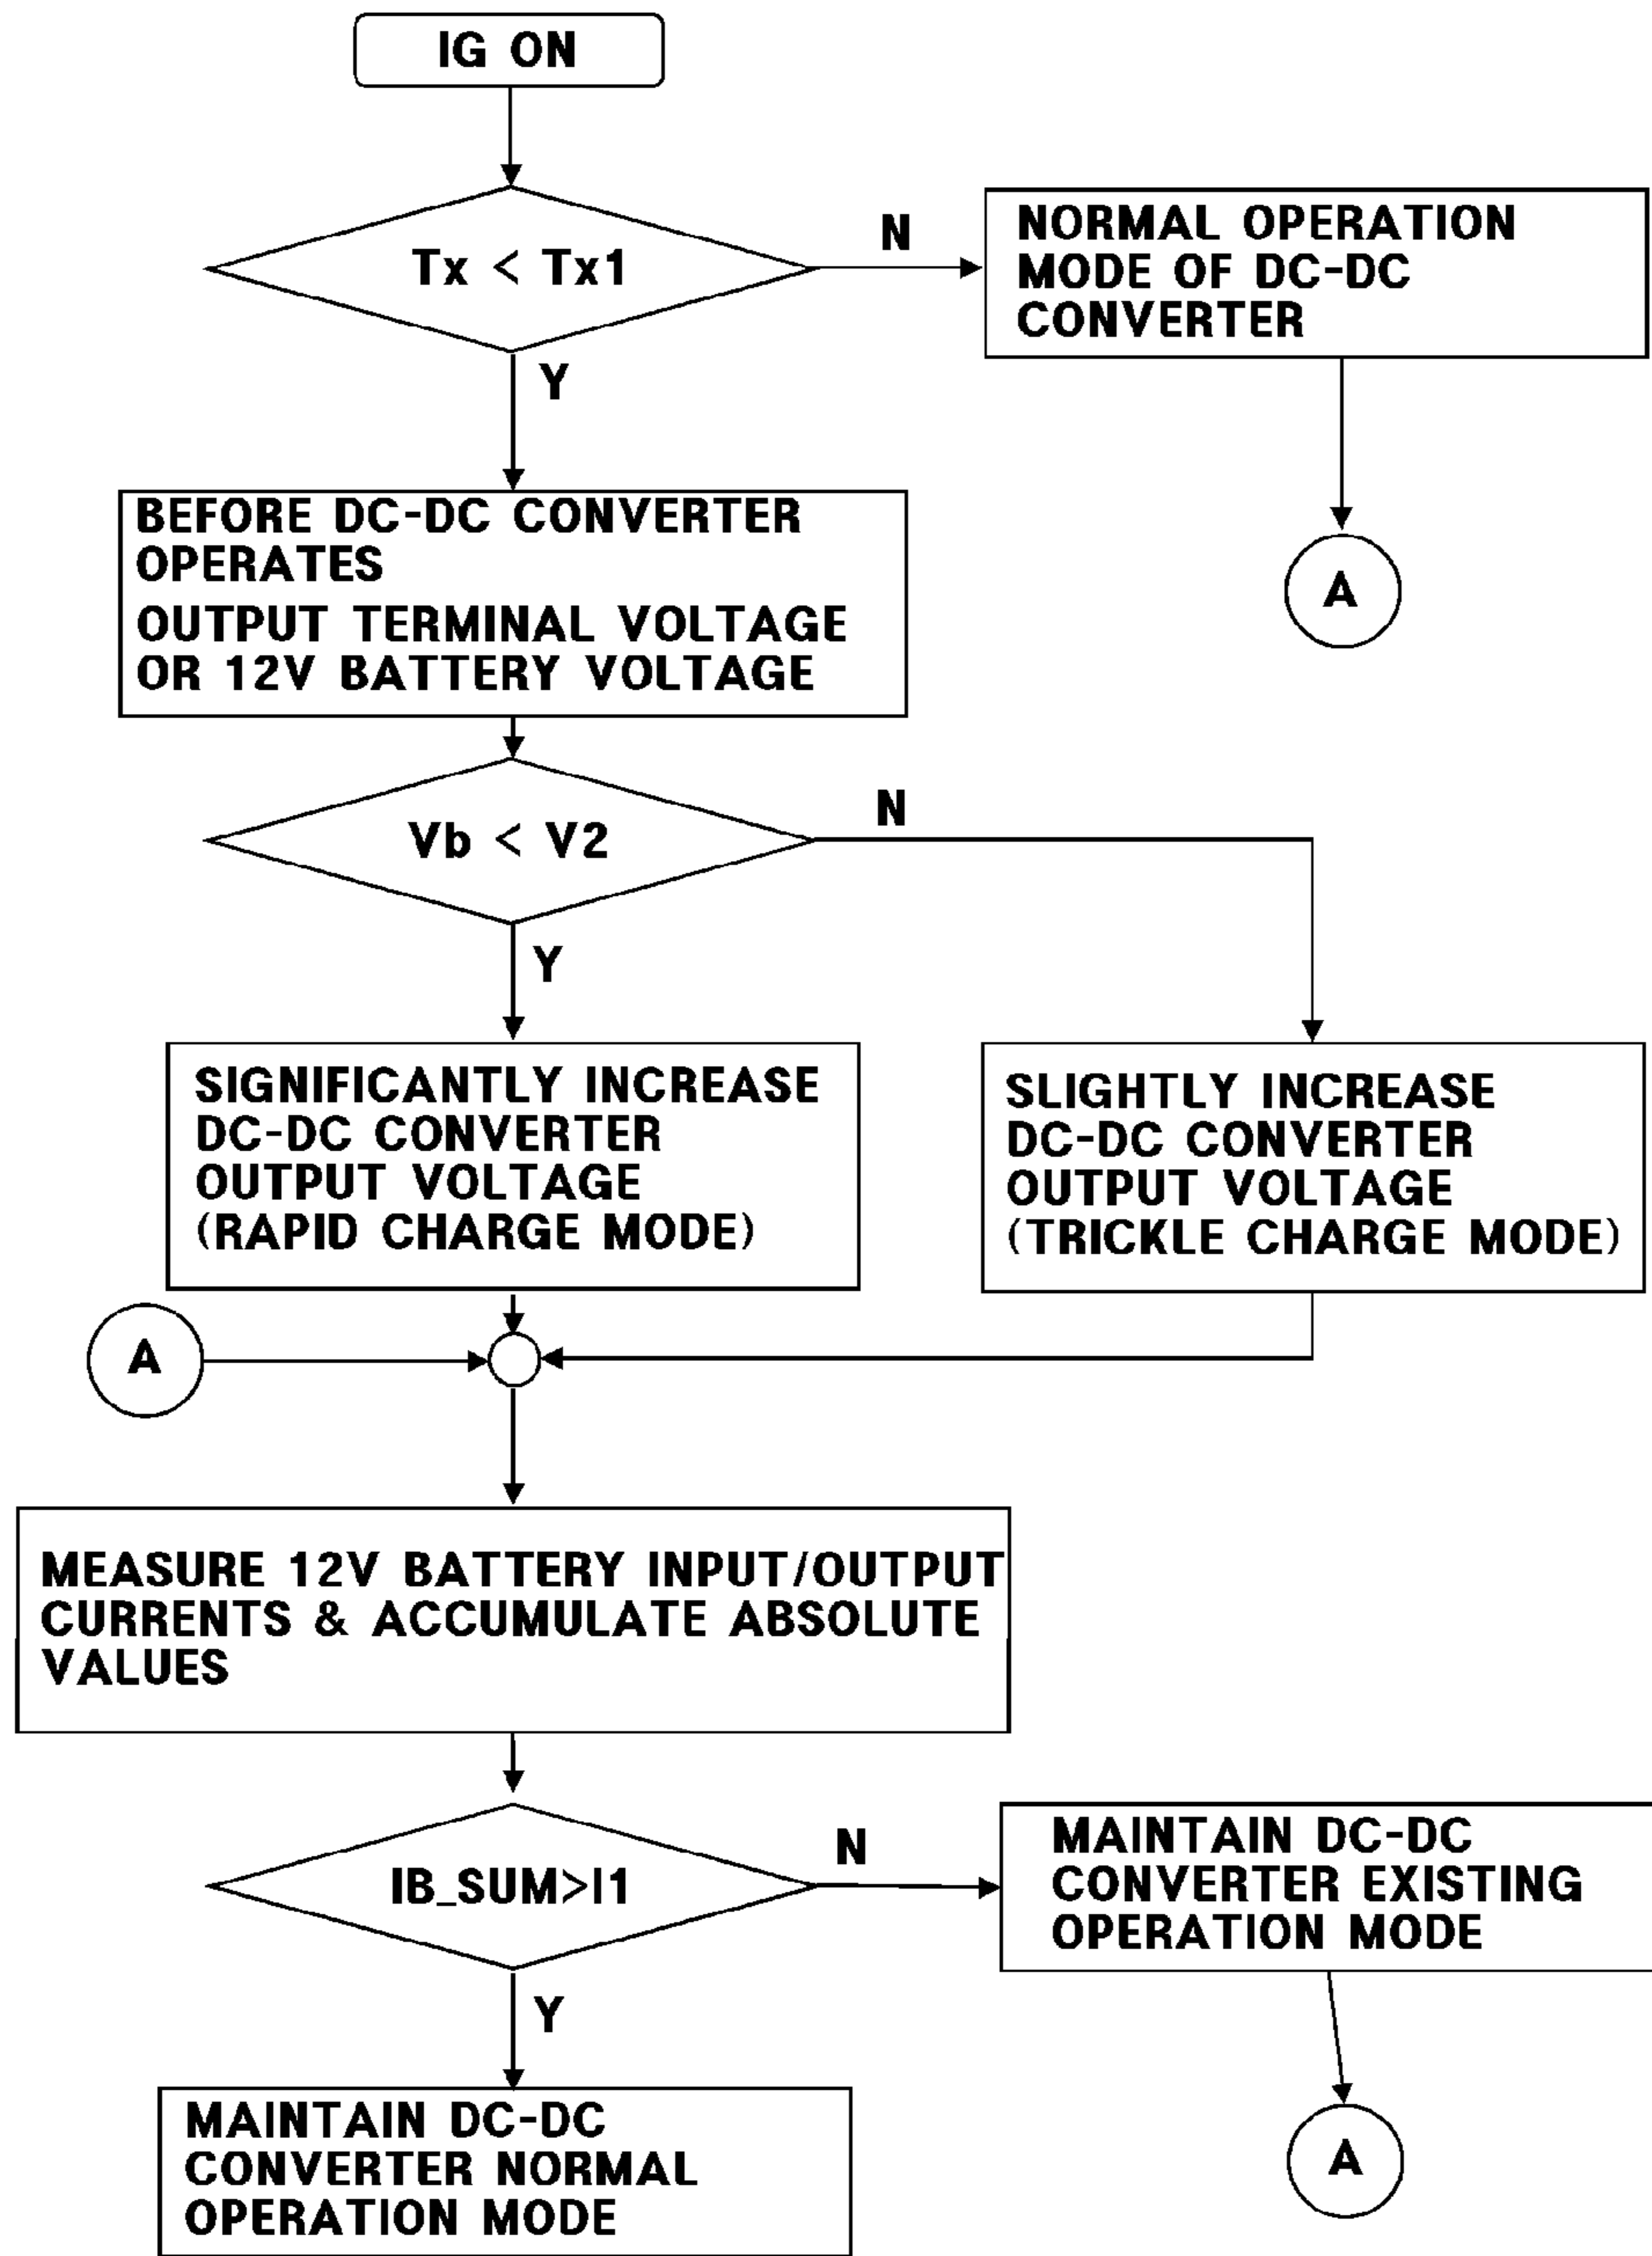 IG ON
Tx < Tx1
N
NORMAL OPERATION
MODE OF DC-DC
CONVERTER
Y
A
BEFORE DC-DC CONVERTER
OPERATES
OUTPUT TERMINAL VOLTAGE
OR 12V BATTERY VOLTAGE
Vb < V2
N
Y
SIGNIFICANTLY INCREASE
DC-DC CONVERTER
OUTPUT VOLTAGE
(RAPID CHARGE MODE)
SLIGHTLY INCREASE
DC-DC CONVERTER
OUTPUT VOLTAGE
(TRICKLE CHARGE MODE)
A
MEASURE 12V BATTERY INPUT/OUTPUT
CURRENTS & ACCUMULATE ABSOLUTE
VALUES
IB_SUM>I1
N
MAINTAIN DC-DC
CONVERTER EXISTING
OPERATION MODE
Y
MAINTAIN DC-DC
CONVERTER NORMAL
OPERATION MODE
A